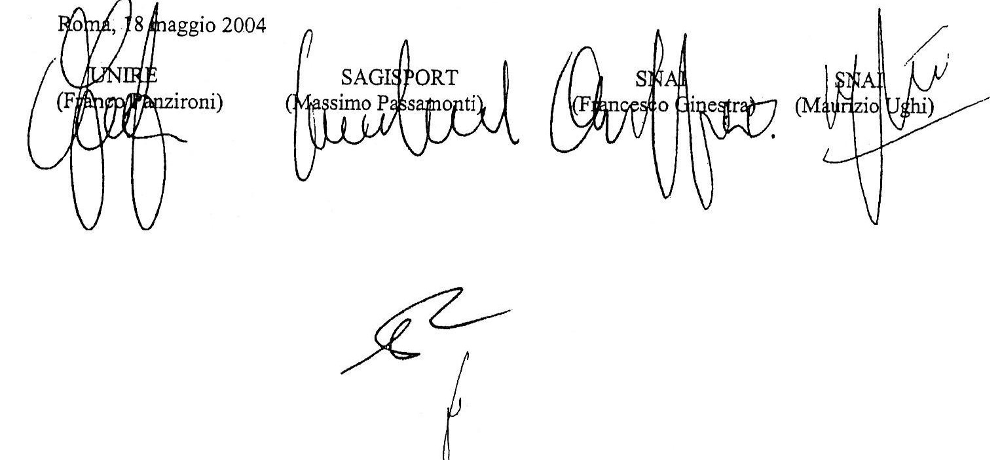 Roma, 18 maggio 2004
UNIRE SAGISPORT SNAI SNAI
(Franco Panzironi) (Massimo Passamonti) (Francesco Ginestra) (Maurizio Ughi)